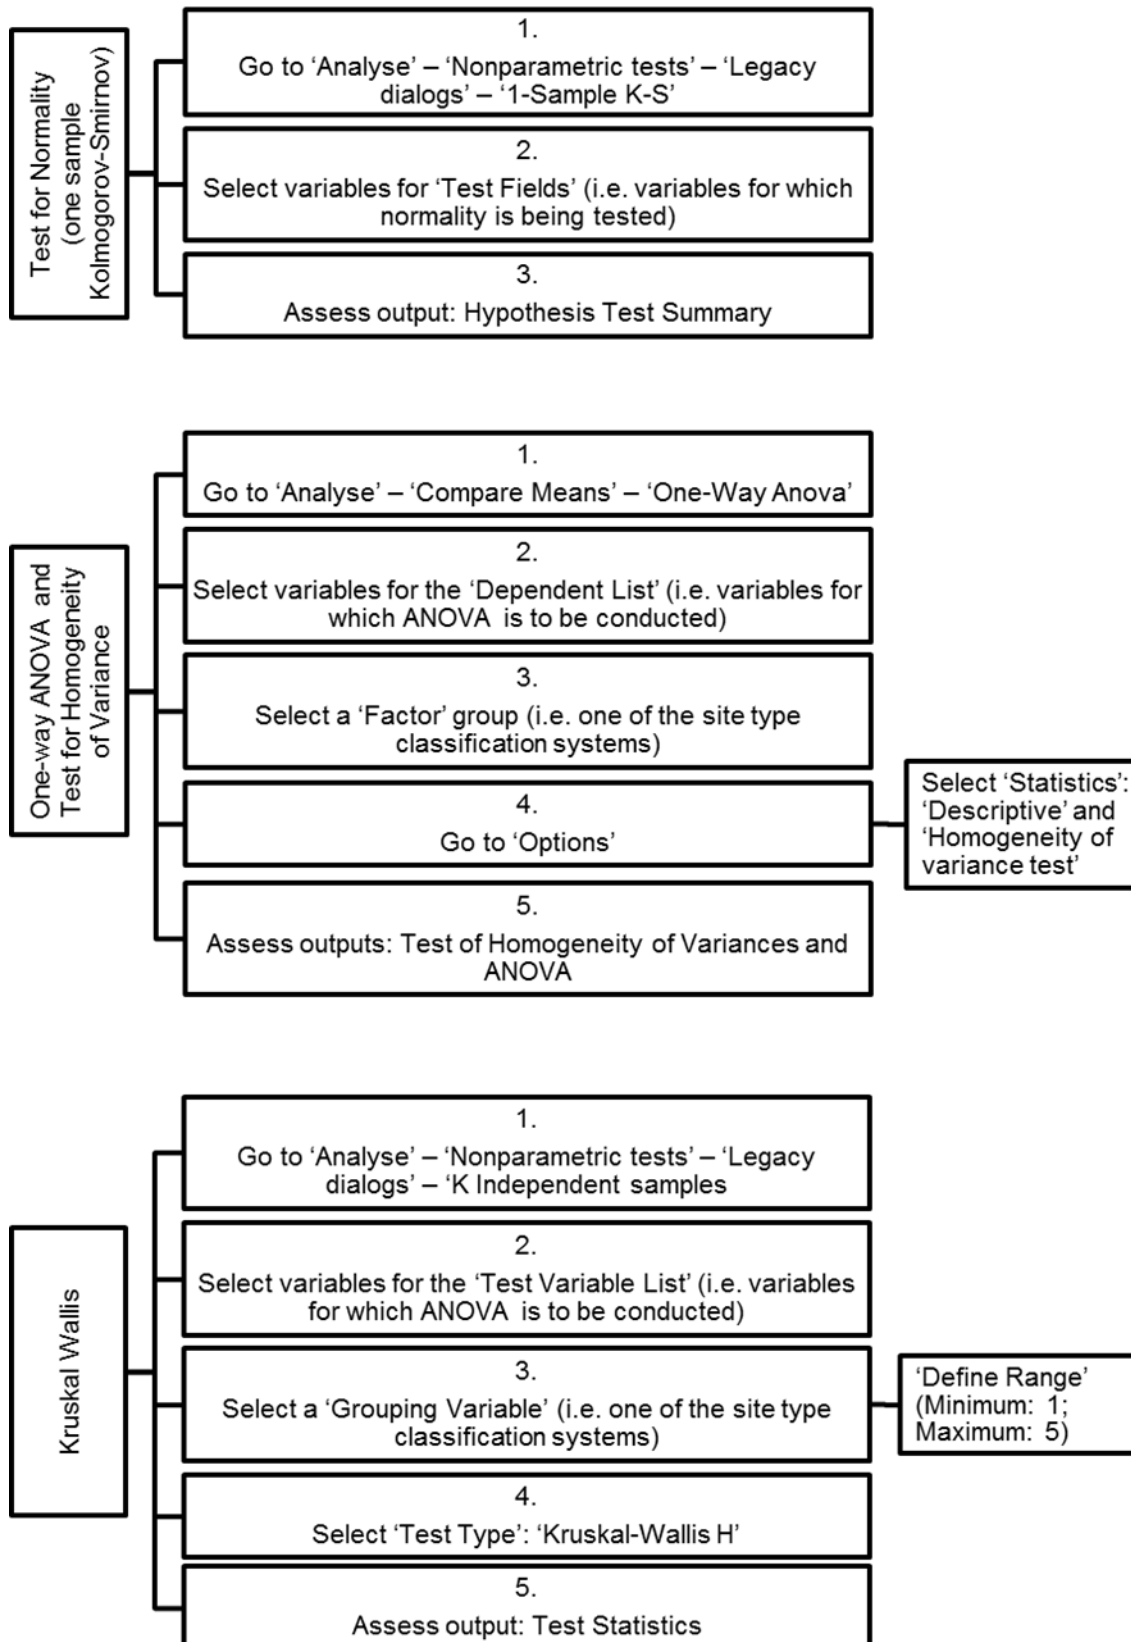 Test for Normality
(one sample
Kolmogorov-Smirnov)
1.
Go to ‘Analyse’ – ‘Nonparametric tests’ – ‘Legacy
dialogs’ – ‘1-Sample K-S’
2.
Select variables for ‘Test Fields’ (i.e. variables for which
normality is being tested)
3.
Assess output: Hypothesis Test Summary
One-way ANOVA and
Test for Homogeneity
of Variance
1.
Go to ‘Analyse’ – ‘Compare Means’ – ‘One-Way Anova’
2.
Select variables for the ‘Dependent List’ (i.e. variables for
which ANOVA is to be conducted)
3.
Select a ‘Factor’ group (i.e. one of the site type
classification systems)
4.
Go to ‘Options’
Select ‘Statistics’:
‘Descriptive’ and
‘Homogeneity of
variance test’
5.
Assess outputs: Test of Homogeneity of Variances and
ANOVA
Kruskal Wallis
1.
Go to ‘Analyse’ – ‘Nonparametric tests’ – ‘Legacy
dialogs’ – ‘K Independent samples
2.
Select variables for the ‘Test Variable List’ (i.e. variables
for which ANOVA is to be conducted)
3.
Select a ‘Grouping Variable’ (i.e. one of the site type
classification systems)
‘Define Range’
(Minimum: 1;
Maximum: 5)
4.
Select ‘Test Type’: ‘Kruskal-Wallis H’
5.
Assess output: Test Statistics